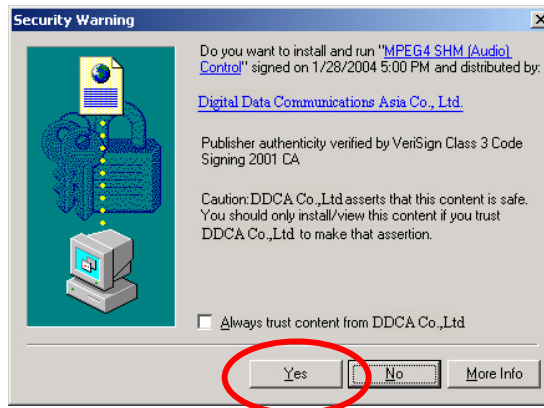 Security Warning
Do you want to install and run "MPEG4 SHM (Audio)
Control" signed on 1/28/2004 5:00 PM and distributed by:
Digital Data Communications Asia Co., Ltd.
Publisher authenticity verified by VeriSign Class 3 Code
Signing 2001 CA
Caution:DDCA Co.,Ltd asserts that this content is safe.
You should only install/view this content if you trust
DDCA Co.,Ltd to make that assertion.
Always trust content from DDCA Co.,Ltd
Yes No More Info